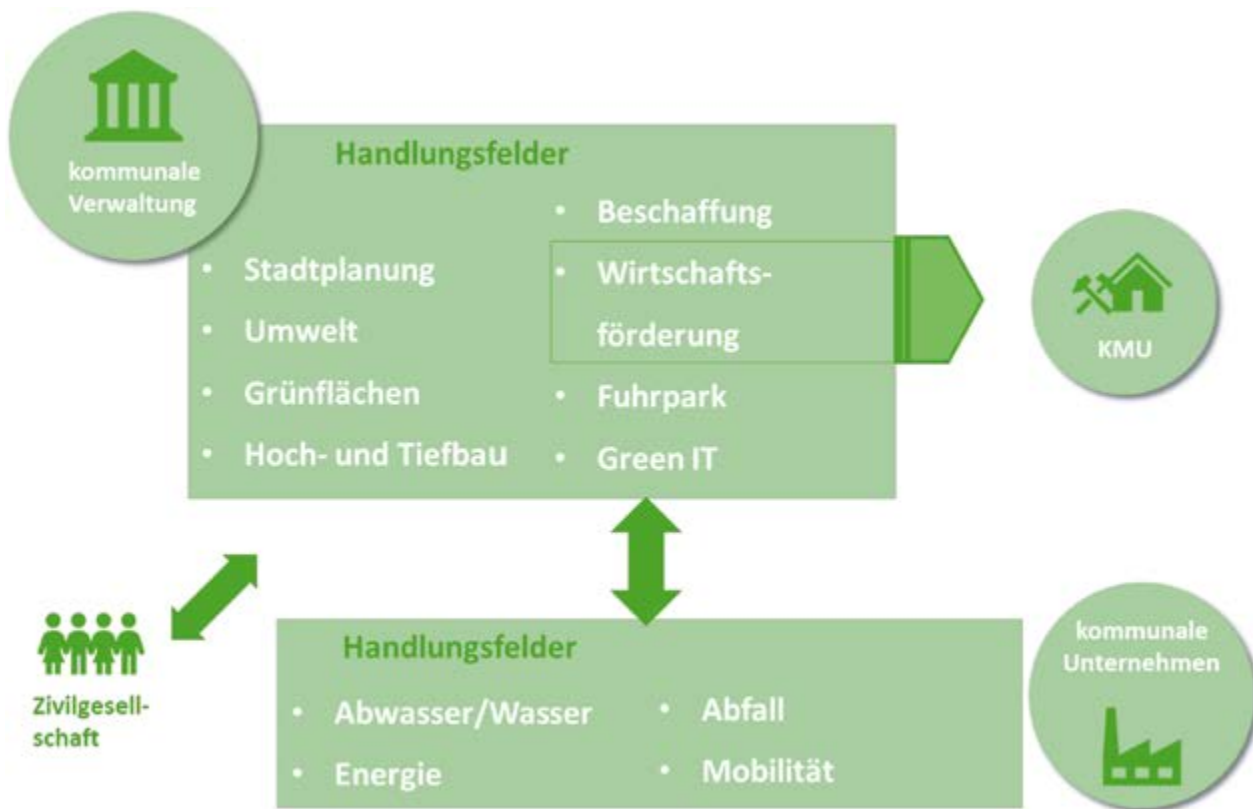 kommunale
Verwaltung
Handlungsfelder
• Stadtplanung
• Umwelt
• Grünflächen
• Hoch- und Tiefbau
• Beschaffung
• Wirtschafts-
förderung
• Fuhrpark
• Green IT
KMU
Zivilgesell-
schaft
Handlungsfelder
• Abwasser/Wasser
• Energie
• Abfall
• Mobilität
kommunale
Unternehmen